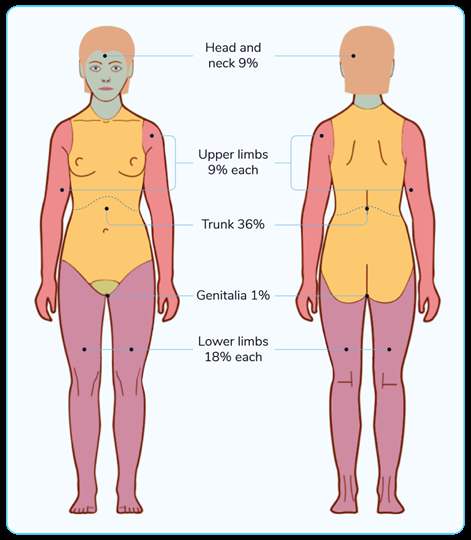 Head and
neck 9%
Upper limbs
9% each
Trunk 36%
Genitalia 1%
Lower limbs
18% each